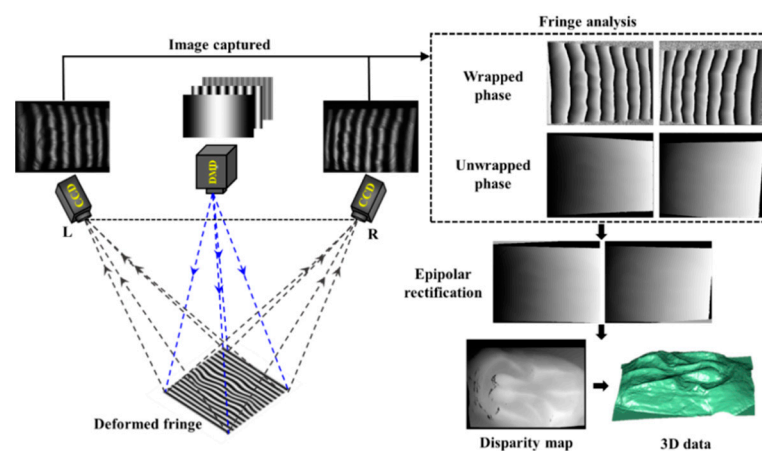 Fringe analysis
Image captured
Wrapped
phase
DMD
CCD
CCD
L
R
Unwrapped
phase
Epipolar
rectification
Deformed fringe
Disparity map
3D data